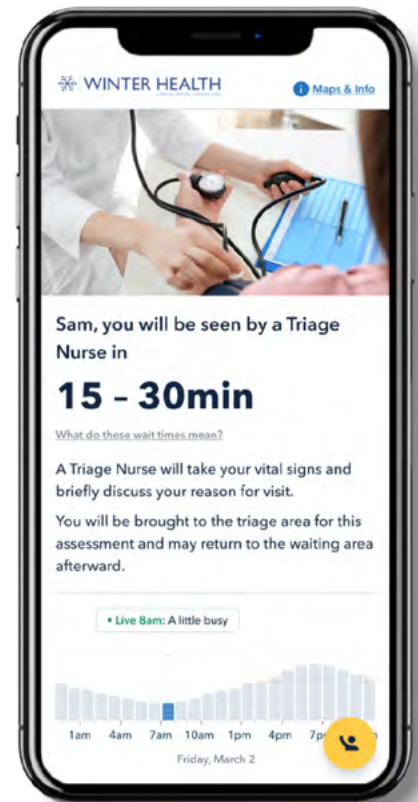 WINTER HEALTH
i Maps & Info
Sam, you will be seen by a Triage
Nurse in
15 – 30min
What do these wait times mean?
A Triage Nurse will take your vital signs and
briefly discuss your reason for visit.
You will be brought to the triage area for this
assessment and may return to the waiting area
afterward.
• Live 8am: A little busy
1am 4am 7am 10am 1pm 4pm
Friday, March 2